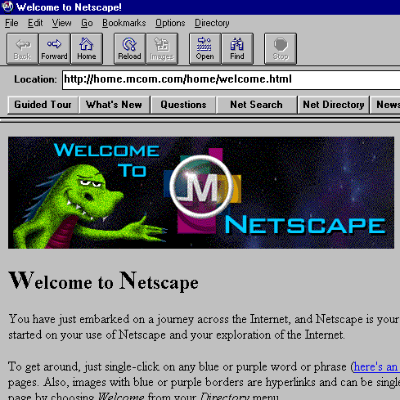 Welcome to Netscape!
File Edit View Go Bookmarks Options Directory
Back Forward Home Reload Images Open Find Stop
Location: http://home.mcom.com/home/welcome.html
Guided Tour What's New Questions Net Search Net Directory News
WELCOME
TO
M
NETSCAPE
Welcome to Netscape
You have just embarked on a journey across the Internet, and Netscape is your
started on your use of Netscape and your exploration of the Internet.
To get around, just single-click on any blue or purple word or phrase (here's an
pages. Also, images with blue or purple borders are hyperlinks and can be single
page by choosing Welcome from your Directory menu